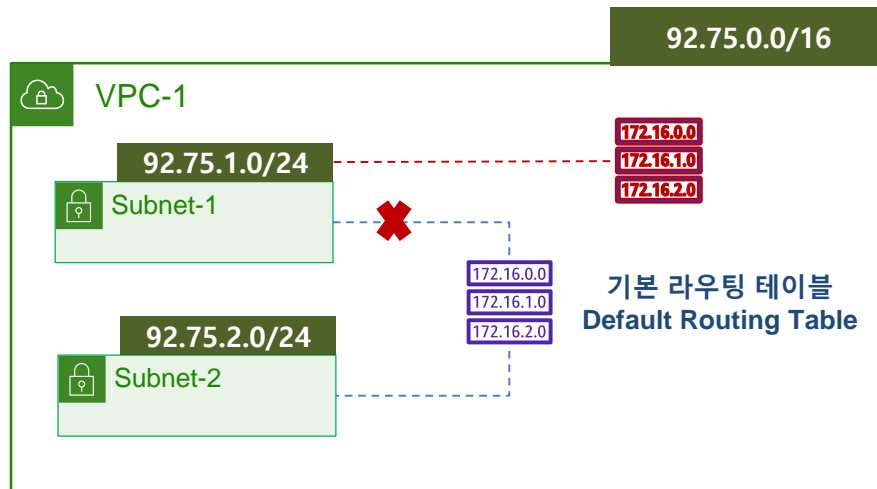 92.75.0.0/16
VPC-1
172.16.0.0
172.16.1.0
172.16.2.0
92.75.1.0/24
Subnet-1
172.16.0.0
172.16.1.0
172.16.2.0
기본 라우팅 테이블
Default Routing Table
92.75.2.0/24
Subnet-2